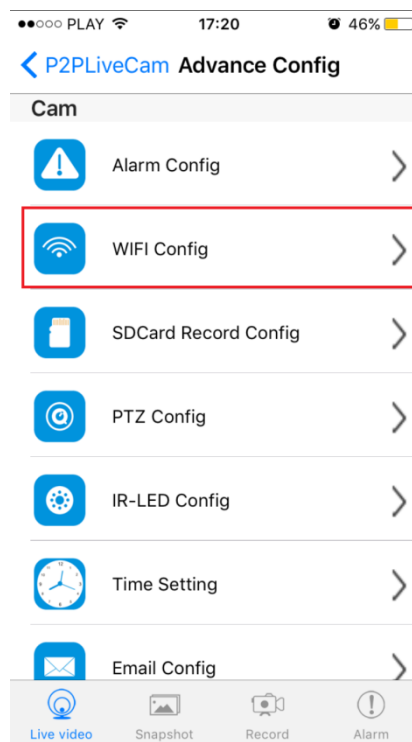 PLAY 17:20 46%
P2PLiveCam Advance Config
Cam
Alarm Config
WIFI Config
SDCard Record Config
PTZ Config
IR-LED Config
Time Setting
Email Config
Live video Snapshot Record Alarm